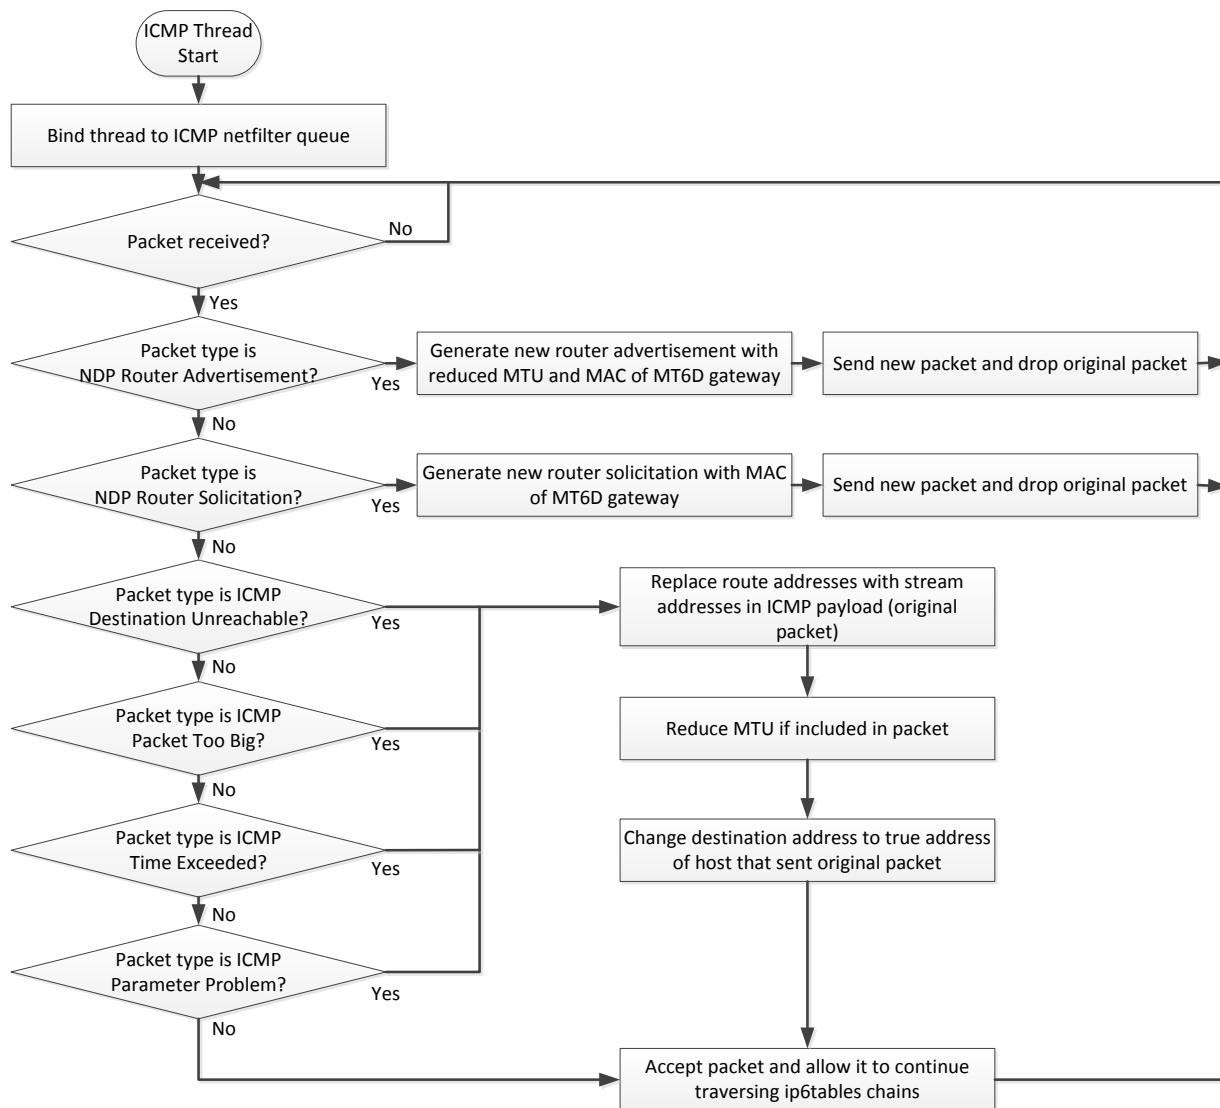 ICMP Thread
Start
Bind thread to ICMP netfilter queue
Packet received?
No
Yes
Packet type is
NDP Router Advertisement?
Yes
Generate new router advertisement with
reduced MTU and MAC of MT6D gateway
Send new packet and drop original packet
No
Packet type is
NDP Router Solicitation?
Yes
Generate new router solicitation with MAC
of MT6D gateway
Send new packet and drop original packet
No
Packet type is ICMP
Destination Unreachable?
Yes
Replace route addresses with stream
addresses in ICMP payload (original
packet)
No
Packet type is ICMP
Packet Too Big?
Yes
Reduce MTU if included in packet
No
Packet type is ICMP
Time Exceeded?
Yes
Change destination address to true address
of host that sent original packet
No
Packet type is ICMP
Parameter Problem?
Yes
No
Accept packet and allow it to continue
traversing ip6tables chains